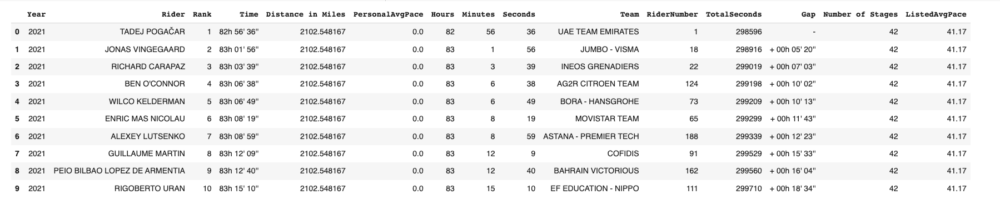 Year Rider Rank Time Distance in Miles PersonalAvgPace Hours Minutes Seconds Team RiderNumber TotalSeconds Gap Number of Stages ListedAvgPace
0 2021 TADEJ POGAČAR 1 82h 56' 36" 2102.548167 0.0 82 56 36 UAE TEAM EMIRATES 1 298596 - 42 41.17
1 2021 JONAS VINGEGAARD 2 83h 01' 56" 2102.548167 0.0 83 1 56 JUMBO - VISMA 18 298916 + 00h 05' 20" 42 41.17
2 2021 RICHARD CARAPAZ 3 83h 03' 39" 2102.548167 0.0 83 3 39 INEOS GRENADIERS 22 299019 + 00h 07' 03" 42 41.17
3 2021 BEN O'CONNOR 4 83h 06' 38" 2102.548167 0.0 83 6 38 AG2R CITROEN TEAM 124 299198 + 00h 10' 02" 42 41.17
4 2021 WILCO KELDERMAN 5 83h 06' 49" 2102.548167 0.0 83 6 49 BORA - HANSGROHE 73 299209 + 00h 10' 13" 42 41.17
5 2021 ENRIC MAS NICOLAU 6 83h 08' 19" 2102.548167 0.0 83 8 19 MOVISTAR TEAM 65 299299 + 00h 11' 43" 42 41.17
6 2021 ALEXEY LUTSENKO 7 83h 08' 59" 2102.548167 0.0 83 8 59 ASTANA - PREMIER TECH 188 299339 + 00h 12' 23" 42 41.17
7 2021 GUILLAUME MARTIN 8 83h 12' 09" 2102.548167 0.0 83 12 9 COFIDIS 91 299529 + 00h 15' 33" 42 41.17
8 2021 PEIO BILBAO LOPEZ DE ARMENTIA 9 83h 12' 40" 2102.548167 0.0 83 12 40 BAHRAIN VICTORIOUS 162 299560 + 00h 16' 04" 42 41.17
9 2021 RIGOBERTO URAN 10 83h 15' 10" 2102.548167 0.0 83 15 10 EF EDUCATION - NIPPO 111 299710 + 00h 18' 34" 42 41.17